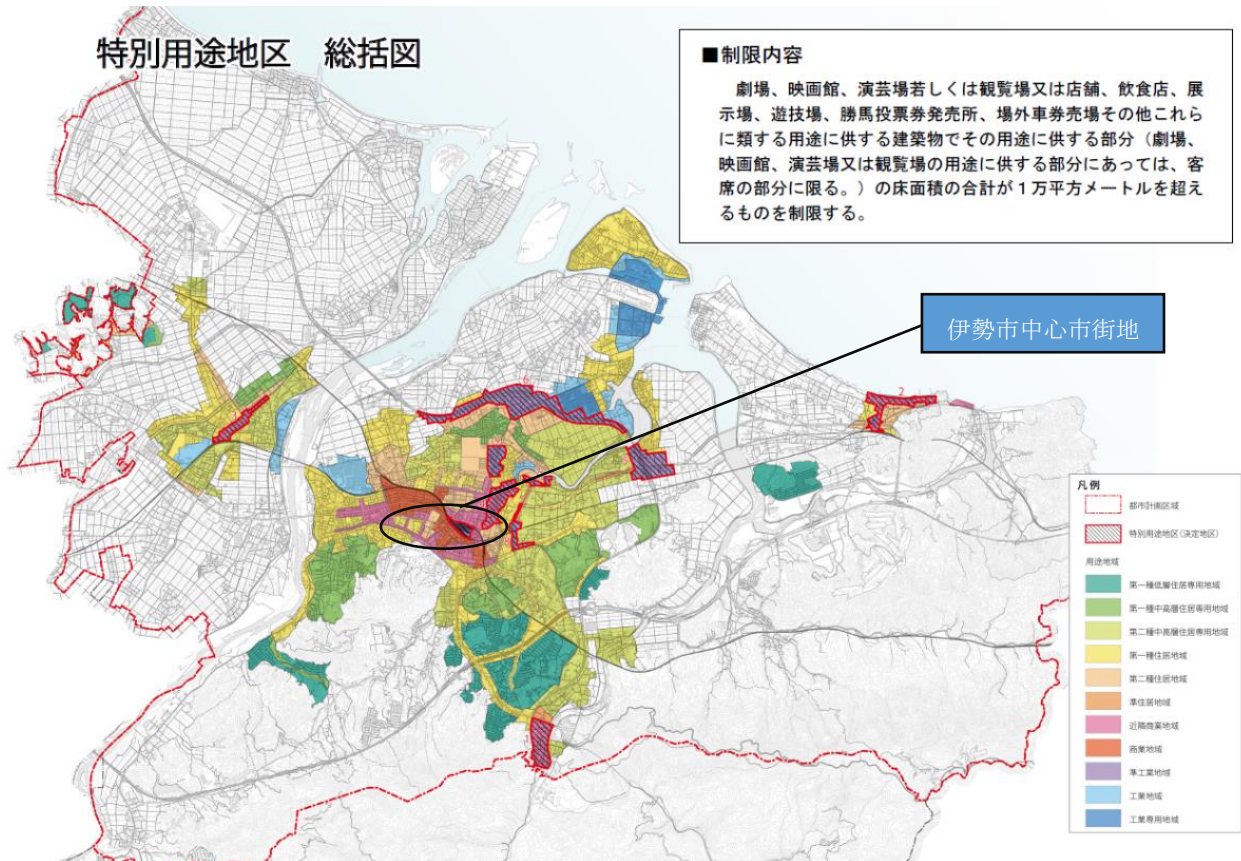 特別用途地区 総括図
■制限内容
劇場、映画館、演芸場若しくは観覧場又は店舗、飲食店、展
示場、遊技場、勝馬投票券発売所、場外車券売場その他これら
に類する用途に供する建築物でその用途に供する部分（劇場、
映画館、演芸場又は観覧場の用途に供する部分にあっては、客
席の部分に限る。）の床面積の合計が１万平方メートルを超え
るものを制限する。
伊勢市中心市街地
6
2
凡例
都市計画区域
特別用途地区(決定地区)
用途地域
第一種低層住居専用地域
第一種中高層住居専用地域
第二種中高層住居専用地域
第一種住居地域
第二種住居地域
準住居地域
近隣商業地域
商業地域
準工業地域
工業地域
工業専用地域